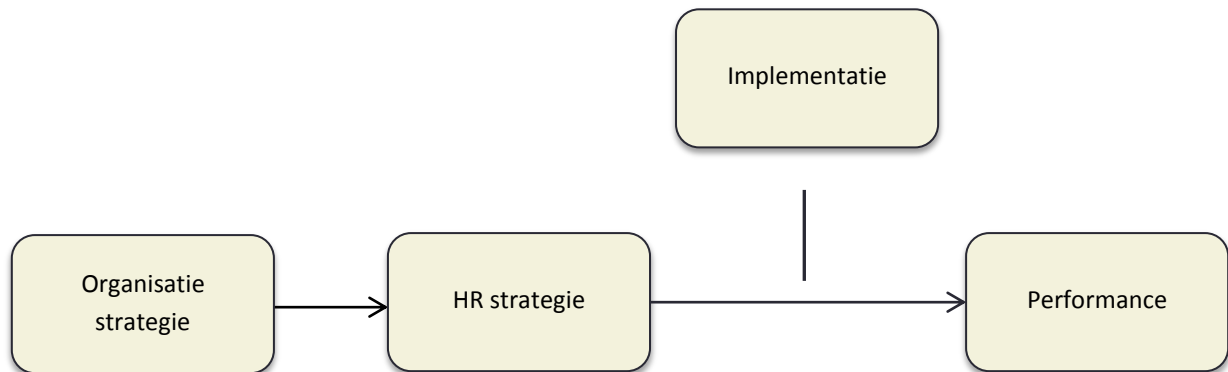 Implementatie
Organisatie
strategie
HR strategie
Performance